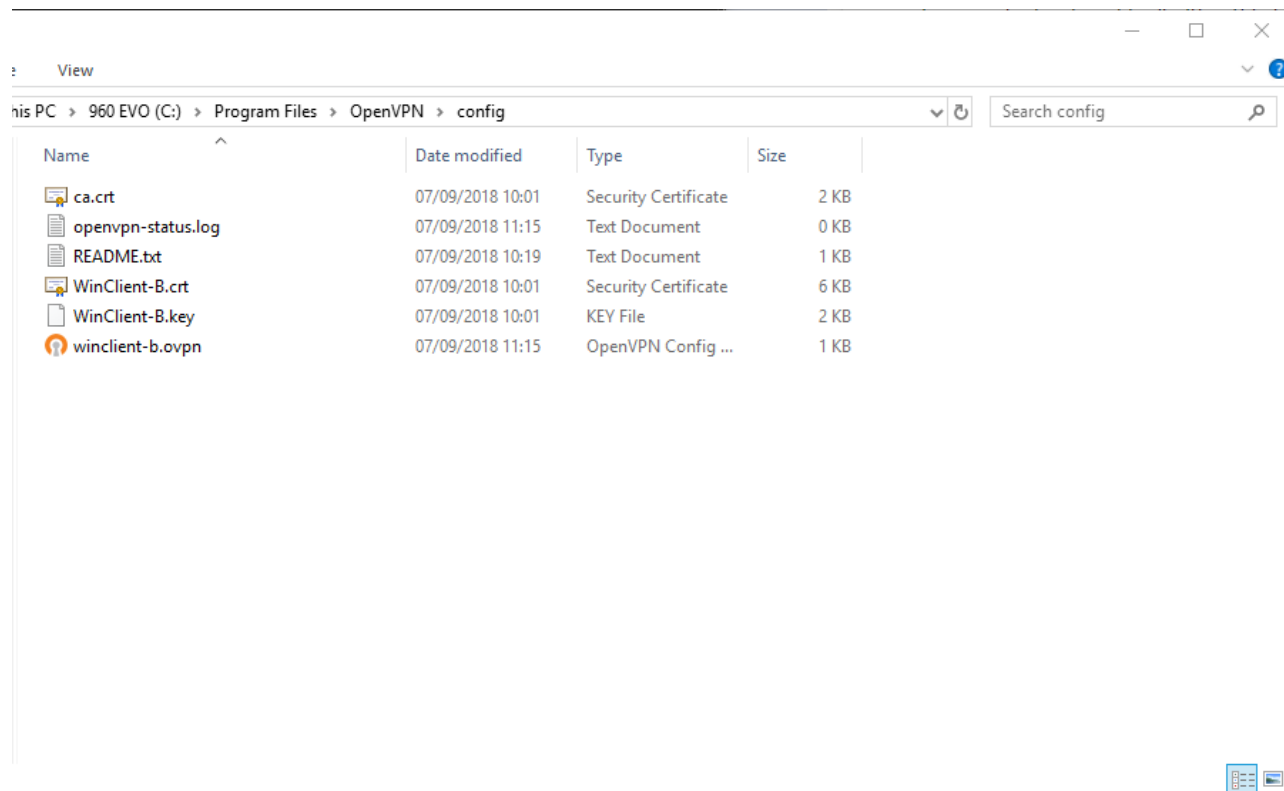 View
his PC > 960 EVO (C:) > Program Files > OpenVPN > config
Search config
Name Date modified Type Size
ca.crt 07/09/2018 10:01 Security Certificate 2 KB
openvpn-status.log 07/09/2018 11:15 Text Document 0 KB
README.txt 07/09/2018 10:19 Text Document 1 KB
WinClient-B.crt 07/09/2018 10:01 Security Certificate 6 KB
WinClient-B.key 07/09/2018 10:01 KEY File 2 KB
winclient-b.ovpn 07/09/2018 11:15 OpenVPN Config ... 1 KB